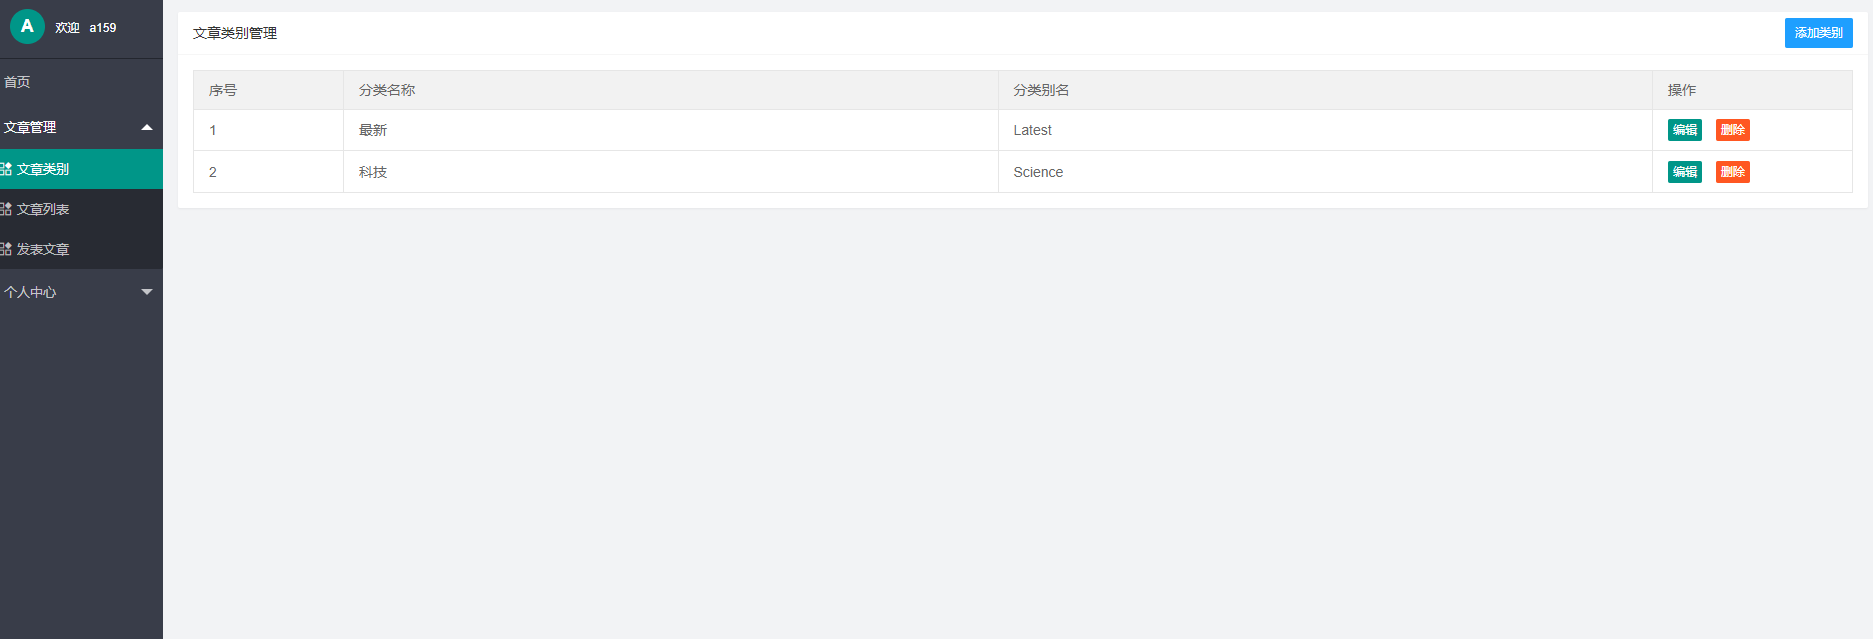 A 欢迎 a159
首页
文章管理
文章类别
文章列表
发表文章
个人中心
文章类别管理 添加类别
序号 分类名称 分类别名 操作
1 最新 Latest 编辑 删除
2 科技 Science 编辑 删除